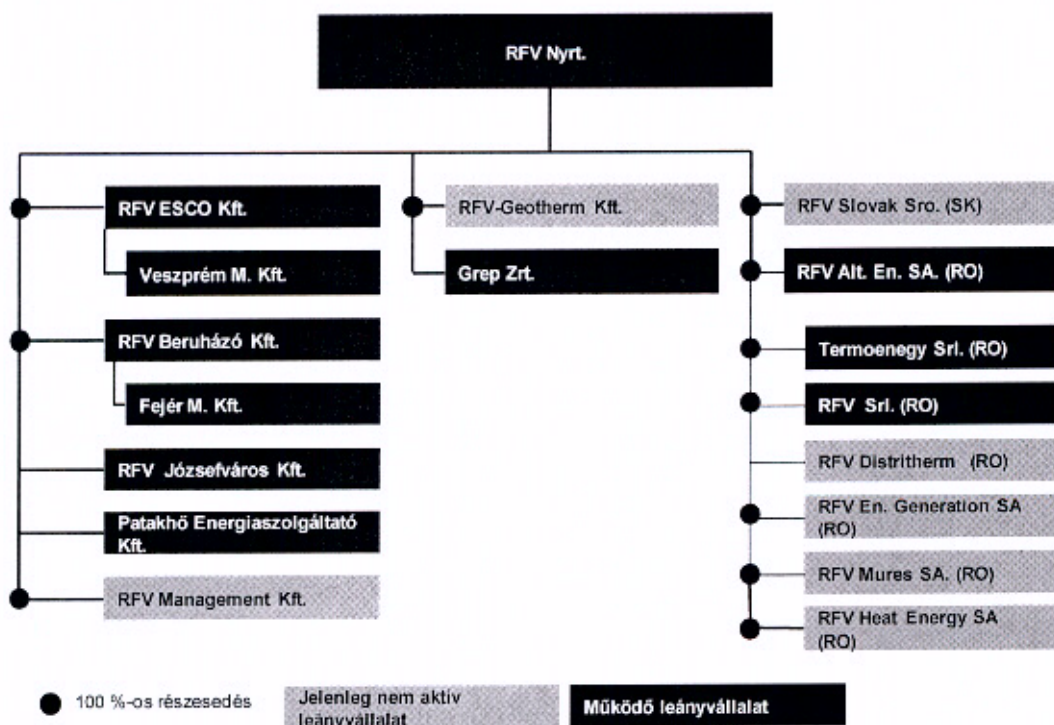 RFV Nyrt.
RFV ESCO Kft.
Veszprém M. Kft.
RFV Beruházó Kft.
Fejér M. Kft.
RFV Józsefváros Kft.
Patakhő Energiaszolgáltató
Kft.
RFV Management Kft.
RFV-Geotherm Kft.
Grep Zrt.
RFV Slovak Sro. (SK)
RFV Alt. En. SA. (RO)
Termoenegy Srl. (RO)
RFV Srl. (RO)
RFV Distritherm (RO)
RFV En. Generation SA
(RO)
RFV Mures SA. (RO)
RFV Heat Energy SA
(RO)
100 %-os részesedés
Jelenleg nem aktív
leányvállalat
Működő leányvállalat